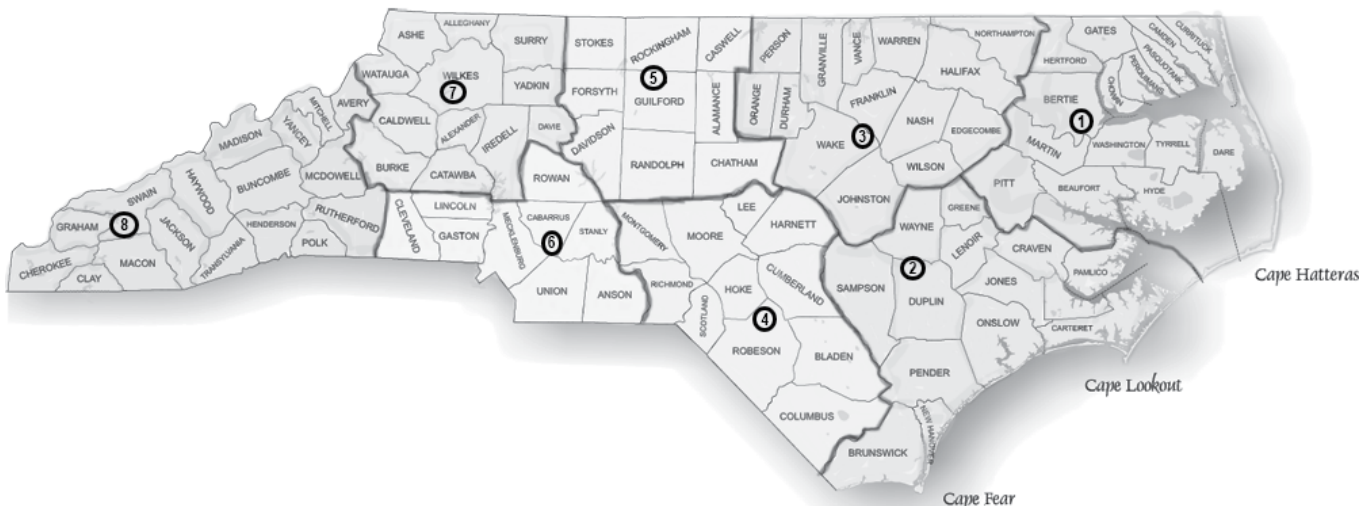 ALLEGHANY
ASHE
SURRY
STOKES
ROCKINGHAM
CASWELL
PERSON
GRANVILLE
VANCE
WARREN
NORTHAMPTON
GATES
CAMDEN
CURRITUCK
PASQUOTANK
PERQUIMANS
CHOWAN
HERTFORD
HALIFAX
WATAUGA
WILKES
7
YADKIN
FORSYTH
5
GUILFORD
ALAMANCE
ORANGE
DURHAM
FRANKLIN
NASH
EDGECOMBE
BERTIE
1
MITCHELL
AVERY
CALDWELL
ALEXANDER
IREDELL
DAVIE
DAVIDSON
RANDOLPH
CHATHAM
WAKE
3
WILSON
MARTIN
WASHINGTON
TYRRELL
DARE
MADISON
YANCEY
BURKE
CATAWBA
ROWAN
JOHNSTON
PITT
BEAUFORT
HYDE
SWAIN
HAYWOOD
BUNCOMBE
MCDOWELL
RUTHERFORD
CLEVELAND
LINCOLN
GASTON
MECKLENBURG
CABARRUS
6
STANLY
MONTGOMERY
MOORE
LEE
HARNETT
WAYNE
GREENE
LENOIR
CRAVEN
PAMLICO
GRAHAM
8
JACKSON
TRANSYLVANIA
HENDERSON
POLK
CHEROKEE
CLAY
MACON
UNION
ANSON
RICHMOND
SCOTLAND
HOKE
CUMBERLAND
4
ROBESON
BLADEN
COLUMBUS
SAMPSON
2
DUPLIN
JONES
ONSLOW
CARTERET
PENDER
NEW HANOVER
BRUNSWICK
Cape Hatteras
Cape Lookout
Cape Fear